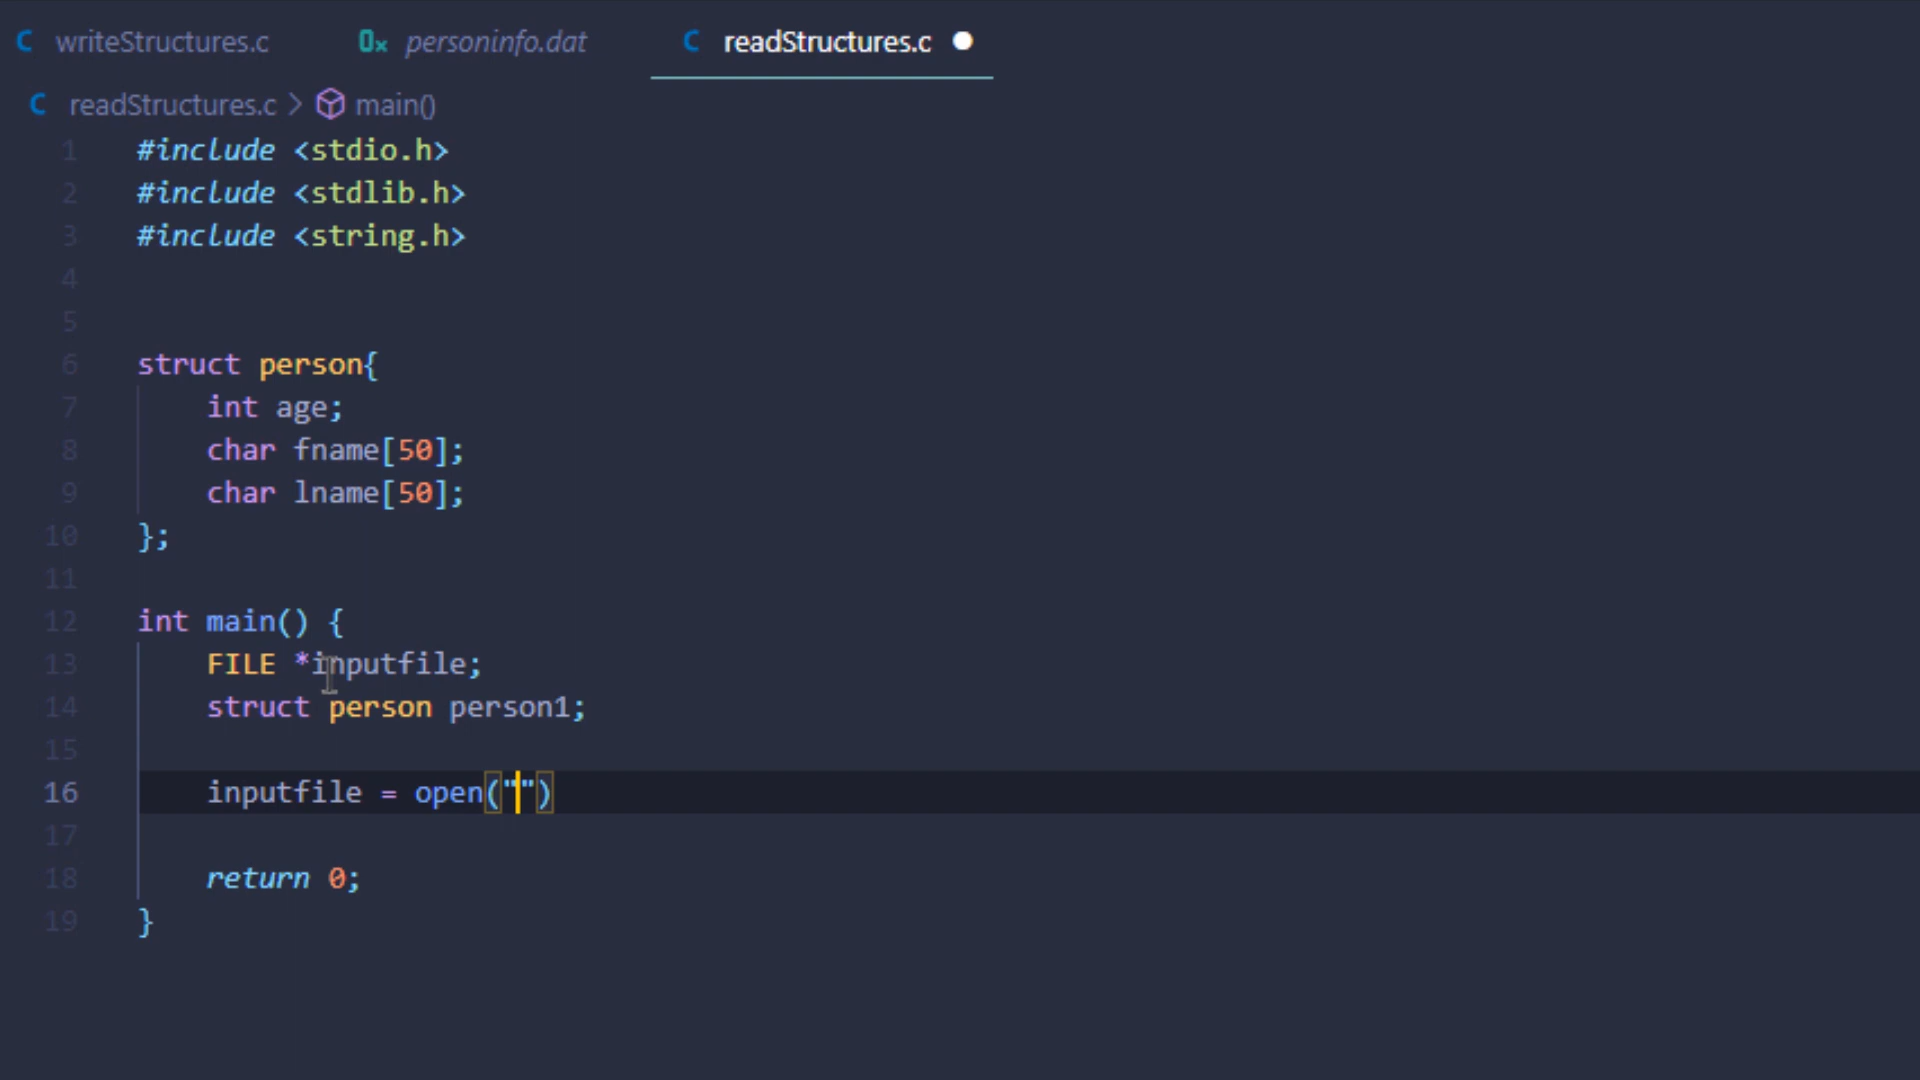 writeStructures.c personinfo.dat readStructures.c
readStructures.c > main()
1 #include <stdio.h>
2 #include <stdlib.h>
3 #include <string.h>
4
5
6 struct person{
7 int age;
8 char fname[50];
9 char lname[50];
10 };
11
12 int main() {
13 FILE *inputfile;
14 struct person person1;
15
16 inputfile = open("")
17
18 return 0;
19 }